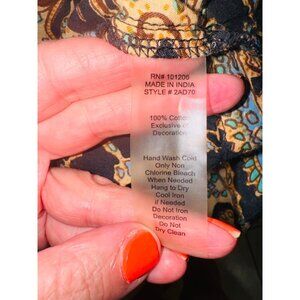 RN# 101206
MADE IN INDIA
STYLE # 2AD70
100% Cotton
Exclusive of
Decoration
Hand Wash Cold
Only Non
Chlorine Bleach
When Needed
Hang to Dry
Cool Iron
if Needed
Do Not Iron
Decoration
Do Not
Dry Clean